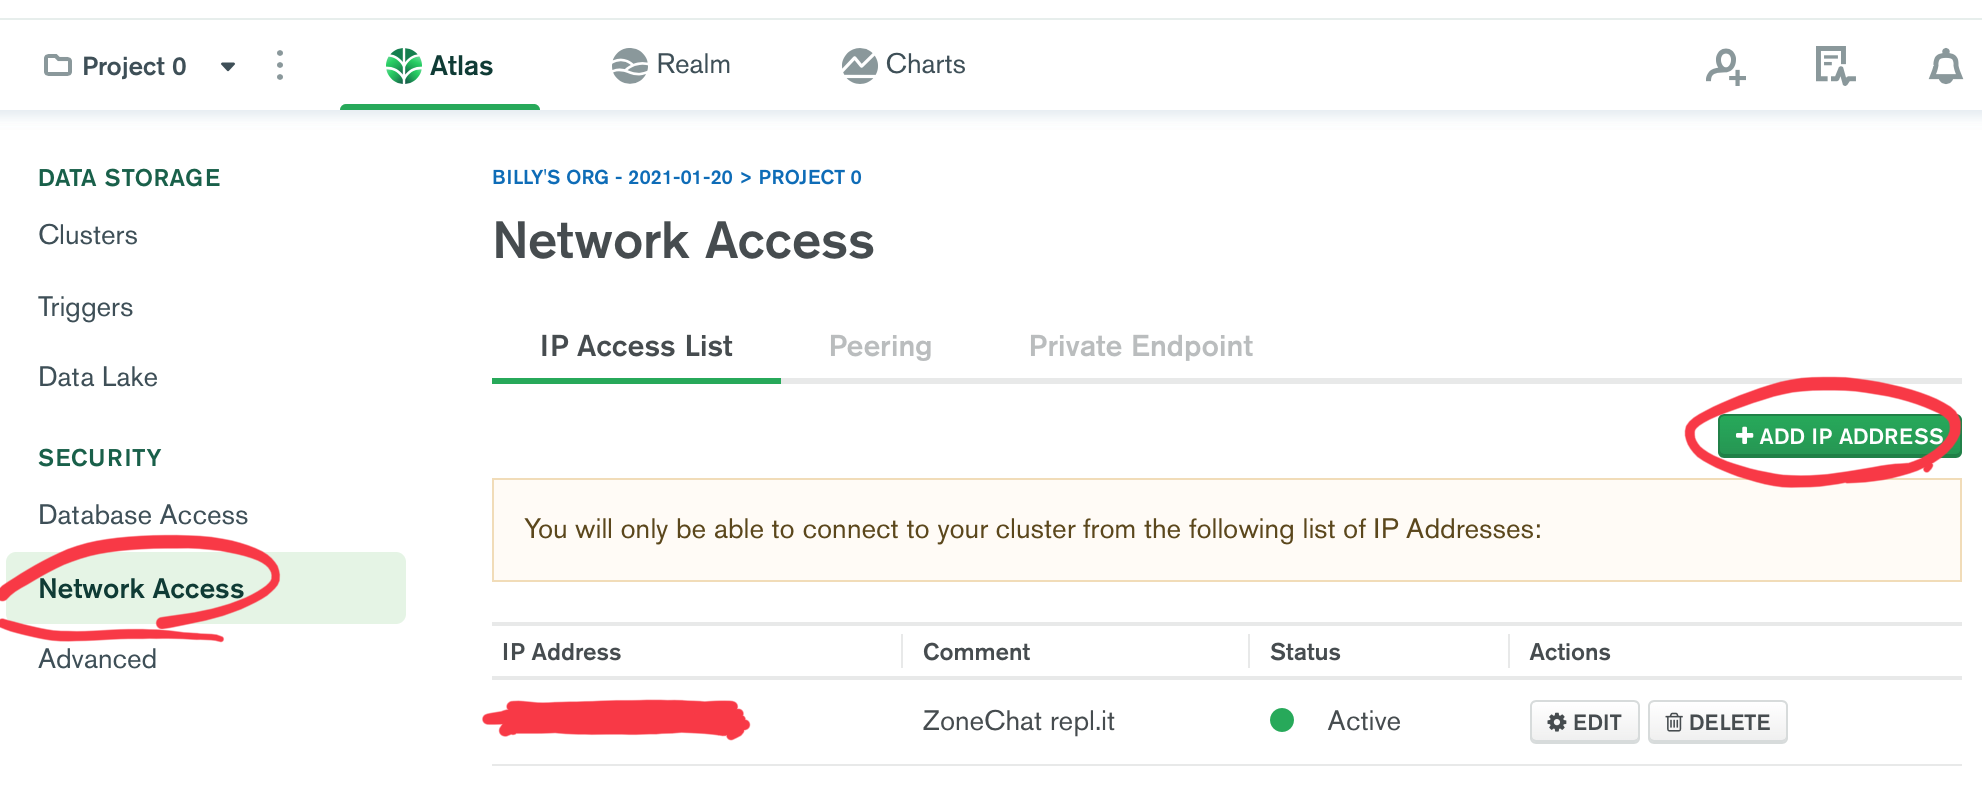 Project 0
Atlas
Realm
Charts
DATA STORAGE
Clusters
Triggers
Data Lake
SECURITY
Database Access
Network Access
Advanced
BILLY'S ORG - 2021-01-20 > PROJECT 0
Network Access
IP Access List
Peering
Private Endpoint
+ ADD IP ADDRESS
You will only be able to connect to your cluster from the following list of IP Addresses:
IP Address Comment Status Actions
ZoneChat repl.it Active EDIT DELETE